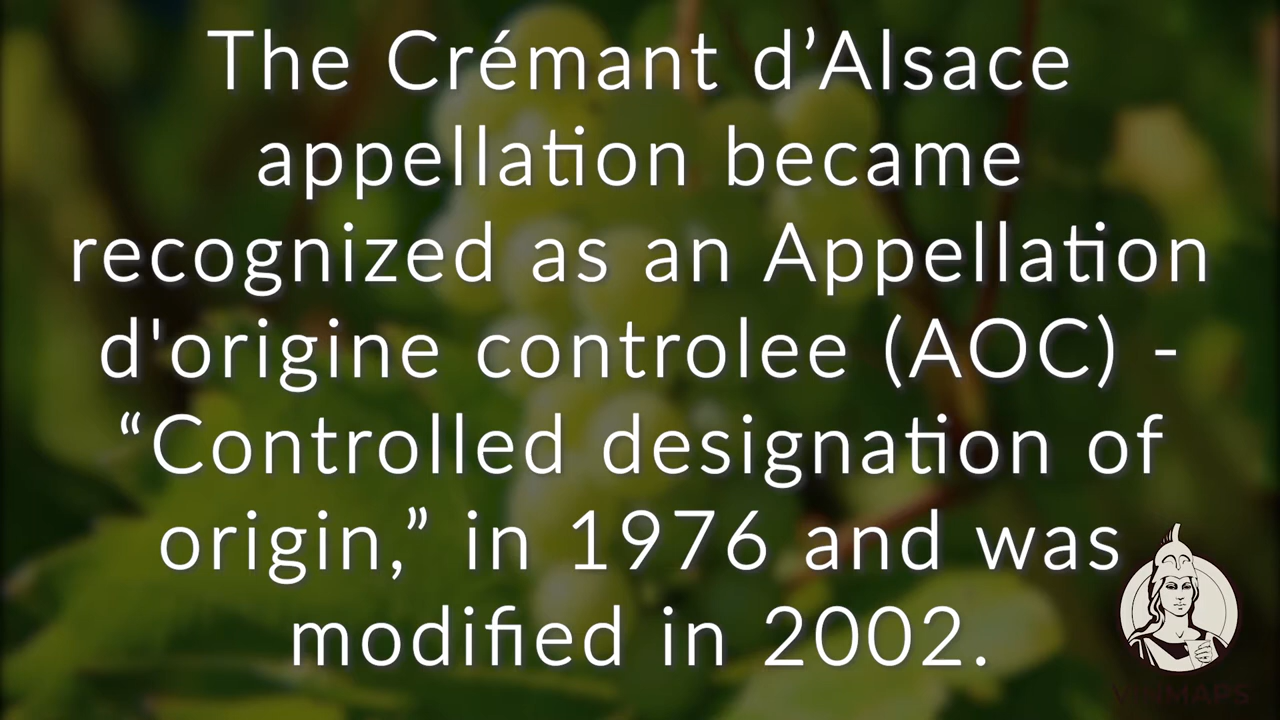 The Crémant d’Alsace
appellation became
recognized as an Appellation
d'origine controlee (AOC) -
“Controlled designation of
origin,” in 1976 and was
modified in 2002.
VINMAPS